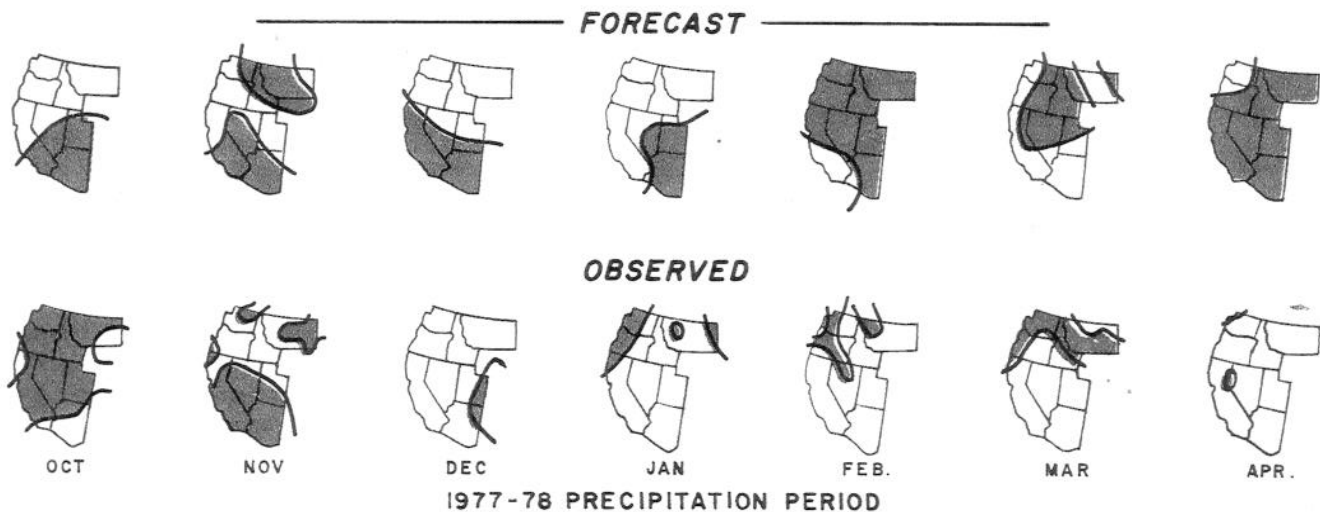 FORECAST
OBSERVED
OCT NOV DEC JAN FEB. MAR APR.
1977-78 PRECIPITATION PERIOD